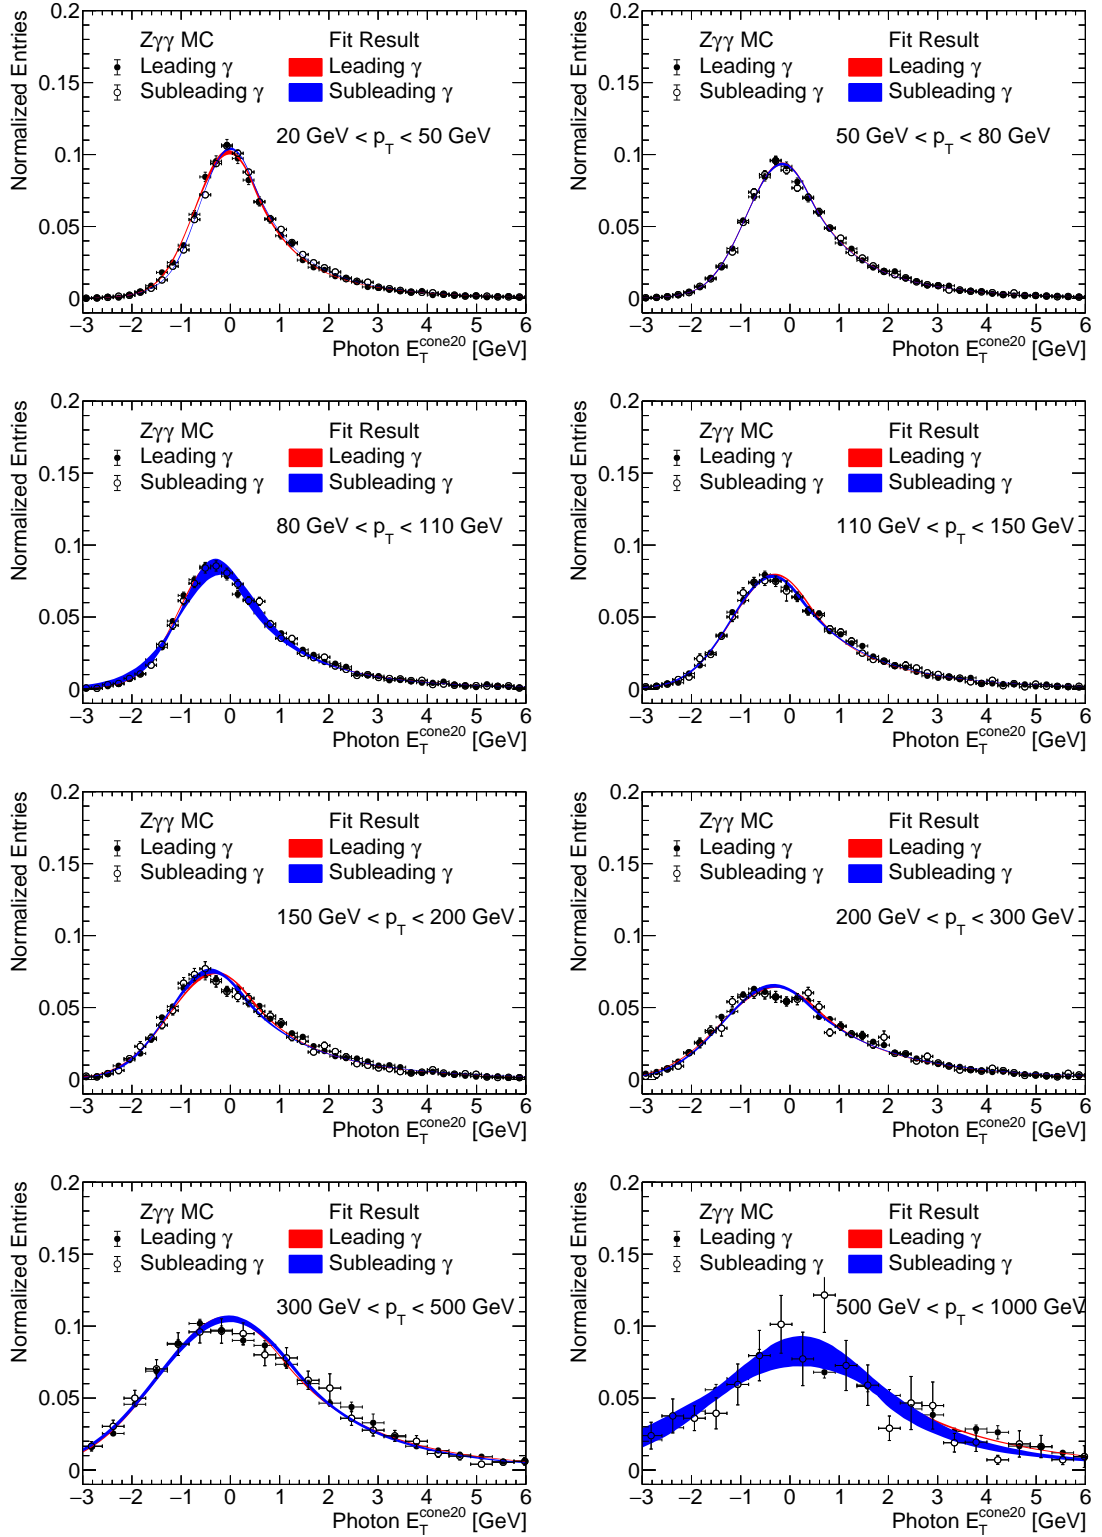 Normalized Entries
0.2
0.15
0.1
0.05
0
Zγγ MC Fit Result
Leading γ Leading γ
Subleading γ Subleading γ
20 GeV < p_T < 50 GeV
−3 −2 −1 0 1 2 3 4 5 6
Photon E_T^cone20 [GeV]
Normalized Entries
0.2
0.15
0.1
0.05
0
Zγγ MC Fit Result
Leading γ Leading γ
Subleading γ Subleading γ
50 GeV < p_T < 80 GeV
−3 −2 −1 0 1 2 3 4 5 6
Photon E_T^cone20 [GeV]
Normalized Entries
0.2
0.15
0.1
0.05
0
Zγγ MC Fit Result
Leading γ Leading γ
Subleading γ Subleading γ
80 GeV < p_T < 110 GeV
−3 −2 −1 0 1 2 3 4 5 6
Photon E_T^cone20 [GeV]
Normalized Entries
0.2
0.15
0.1
0.05
0
Zγγ MC Fit Result
Leading γ Leading γ
Subleading γ Subleading γ
110 GeV < p_T < 150 GeV
−3 −2 −1 0 1 2 3 4 5 6
Photon E_T^cone20 [GeV]
Normalized Entries
0.2
0.15
0.1
0.05
0
Zγγ MC Fit Result
Leading γ Leading γ
Subleading γ Subleading γ
150 GeV < p_T < 200 GeV
−3 −2 −1 0 1 2 3 4 5 6
Photon E_T^cone20 [GeV]
Normalized Entries
0.2
0.15
0.1
0.05
0
Zγγ MC Fit Result
Leading γ Leading γ
Subleading γ Subleading γ
200 GeV < p_T < 300 GeV
−3 −2 −1 0 1 2 3 4 5 6
Photon E_T^cone20 [GeV]
Normalized Entries
0.2
0.15
0.1
0.05
0
Zγγ MC Fit Result
Leading γ Leading γ
Subleading γ Subleading γ
300 GeV < p_T < 500 GeV
−3 −2 −1 0 1 2 3 4 5 6
Photon E_T^cone20 [GeV]
Normalized Entries
0.2
0.15
0.1
0.05
0
Zγγ MC Fit Result
Leading γ Leading γ
Subleading γ Subleading γ
500 GeV < p_T < 1000 GeV
−3 −2 −1 0 1 2 3 4 5 6
Photon E_T^cone20 [GeV]